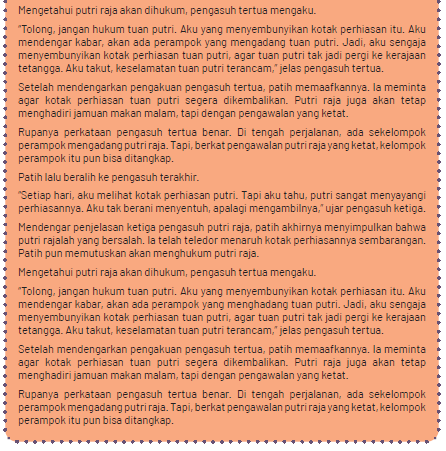 Mengetahui putri raja akan dihukum, pengasuh tertua mengaku.
"Tolong, jangan hukum tuan putri. Aku yang menyembunyikan kotak perhiasan itu. Aku
mendengar kabar, akan ada perampok yang mengadang tuan putri. Jadi, aku sengaja
menyembunyikan kotak perhiasan tuan putri, agar tuan putri tak jadi pergi ke kerajaan
tetangga. Aku takut, keselamatan tuan putri terancam," jelas pengasuh tertua.
Setelah mendengarkan pengakuan pengasuh tertua, patih memaafkannya. Ia meminta
agar kotak perhiasan tuan putri segera dikembalikan. Putri raja juga akan tetap
menghadiri jamuan makan malam, tapi dengan pengawalan yang ketat.
Rupanya perkataan pengasuh tertua benar. Di tengah perjalanan, ada sekelompok
perampok mengadang putri raja. Tapi, berkat pengawalan putri raja yang ketat, kelompok
perampok itu pun bisa ditangkap.
Patih lalu beralih ke pengasuh terakhir.
"Setiap hari, aku melihat kotak perhiasan putri. Tapi aku tahu, putri sangat menyayangi
perhiasannya. Aku tak berani menyentuh, apalagi mengambilnya," ujar pengasuh ketiga.
Mendengar penjelasan ketiga pengasuh putri raja, patih akhirnya menyimpulkan bahwa
putri rajalah yang bersalah. Ia telah teledor menaruh kotak perhiasannya sembarangan.
Patih pun memutuskan akan menghukum putri raja.
Mengetahui putri raja akan dihukum, pengasuh tertua mengaku.
"Tolong, jangan hukum tuan putri. Aku yang menyembunyikan kotak perhiasan itu. Aku
mendengar kabar, akan ada perampok yang menghadang tuan putri. Jadi, aku sengaja
menyembunyikan kotak perhiasan tuan putri, agar tuan putri tak jadi pergi ke kerajaan
tetangga. Aku takut, keselamatan tuan putri terancam," jelas pengasuh tertua.
Setelah mendengarkan pengakuan pengasuh tertua, patih memaafkannya. Ia meminta
agar kotak perhiasan tuan putri segera dikembalikan. Putri raja juga akan tetap
menghadiri jamuan makan malam, tapi dengan pengawalan yang ketat.
Rupanya perkataan pengasuh tertua benar. Di tengah perjalanan, ada sekelompok
perampok mengadang putri raja. Tapi, berkat pengawalan putri raja yang ketat, kelompok
perampok itu pun bisa ditangkap.